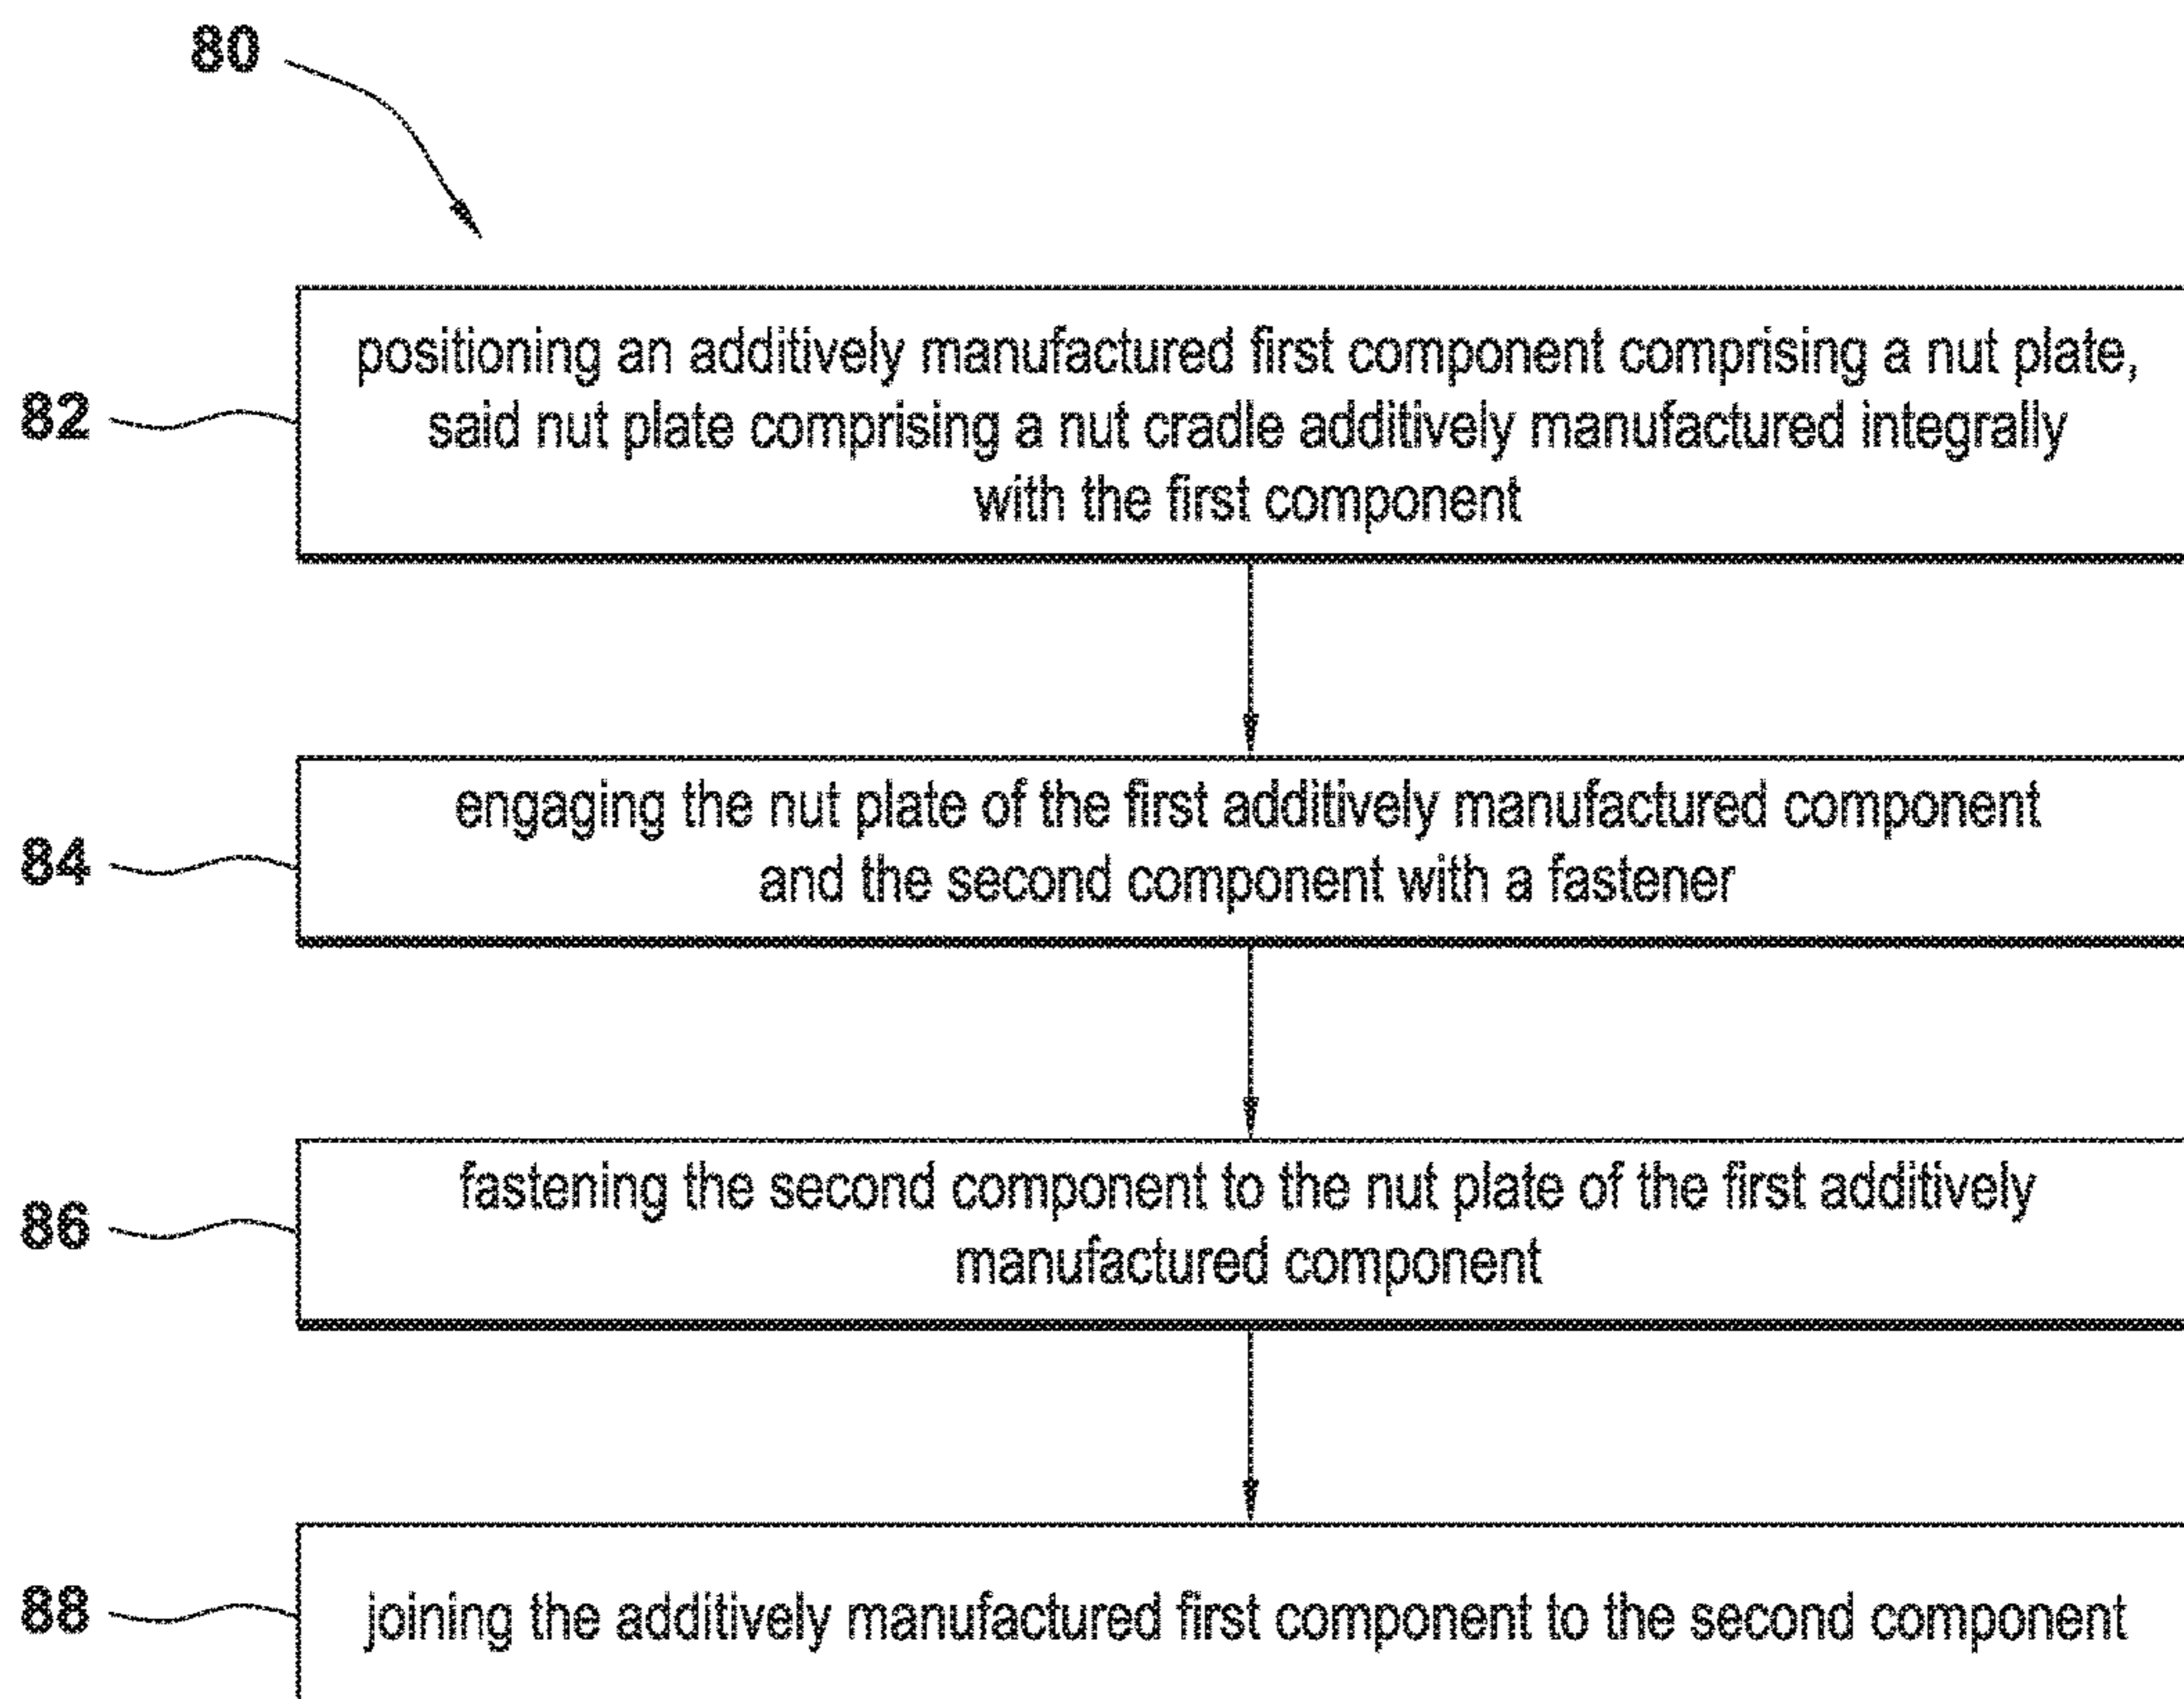 80
82
positioning an additively manufactured first component comprising a nut plate,
said nut plate comprising a nut cradle additively manufactured integrally
with the first component
84
engaging the nut plate of the first additively manufactured component
and the second component with a fastener
86
fastening the second component to the nut plate of the first additively
manufactured component
88
joining the additively manufactured first component to the second component